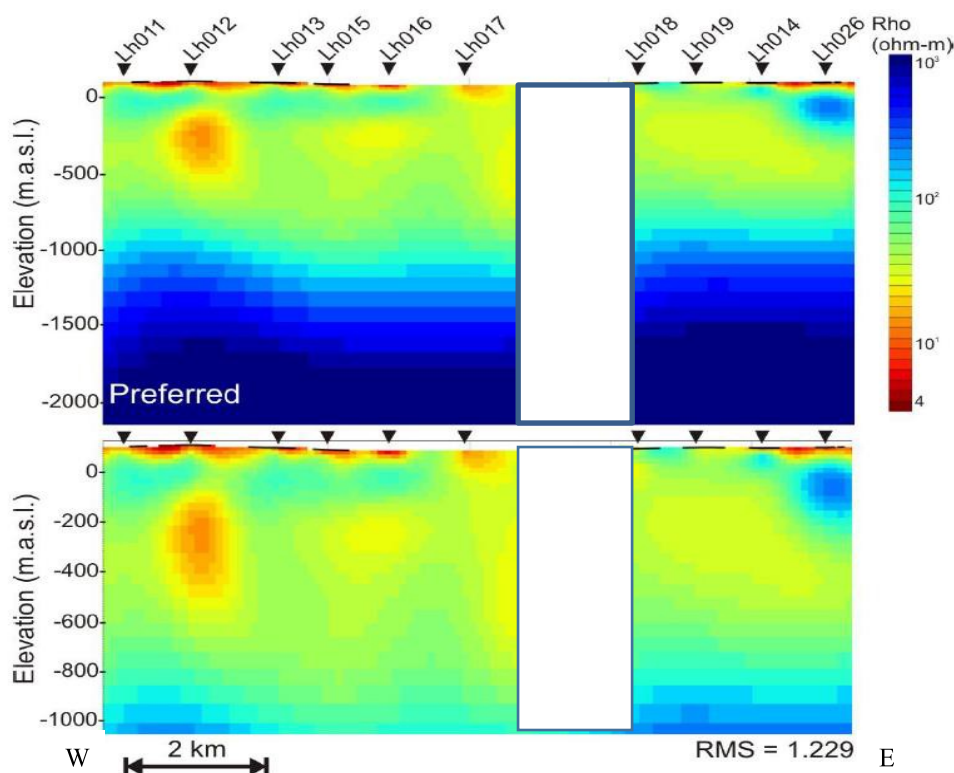 Lh011 Lh012 Lh013 Lh015 Lh016 Lh017 Lh018 Lh019 Lh014 Lh026
Rho
(ohm-m)
10³
10²
10¹
4
Elevation (m.a.s.l.)
0
-500
-1000
-1500
-2000
Preferred
Elevation (m.a.s.l.)
0
-200
-400
-600
-800
-1000
W 2 km RMS = 1.229 E